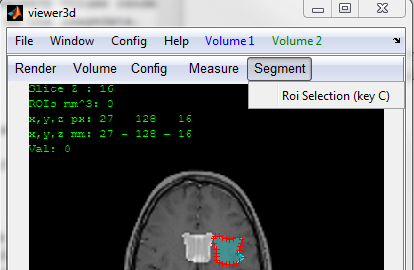 viewer3d
File Window Config Help Volume 1 Volume 2
Render Volume Config Measure Segment
Roi Selection (key C)
Slice Z : 16
ROIs mm^3: 0
x,y,z px: 27 - 128 - 16
x,y,z mm: 27 - 128 - 16
Val: 0